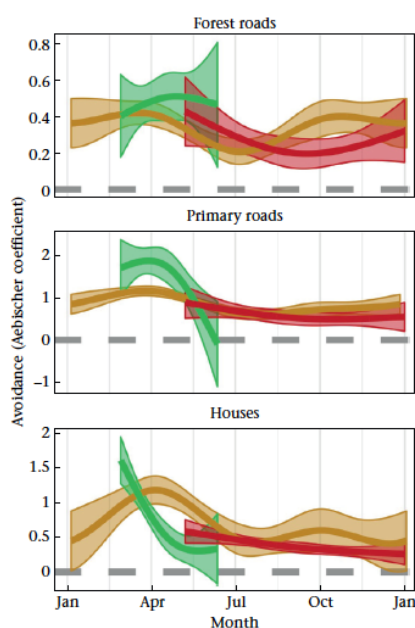 Forest roads
0.8
0.6
0.4
0.2
0
Primary roads
2
1
0
−1
Houses
2
1.5
1
0.5
0
Jan Apr Jul Oct Jan
Month
Avoidance (Aebischer coefficient)